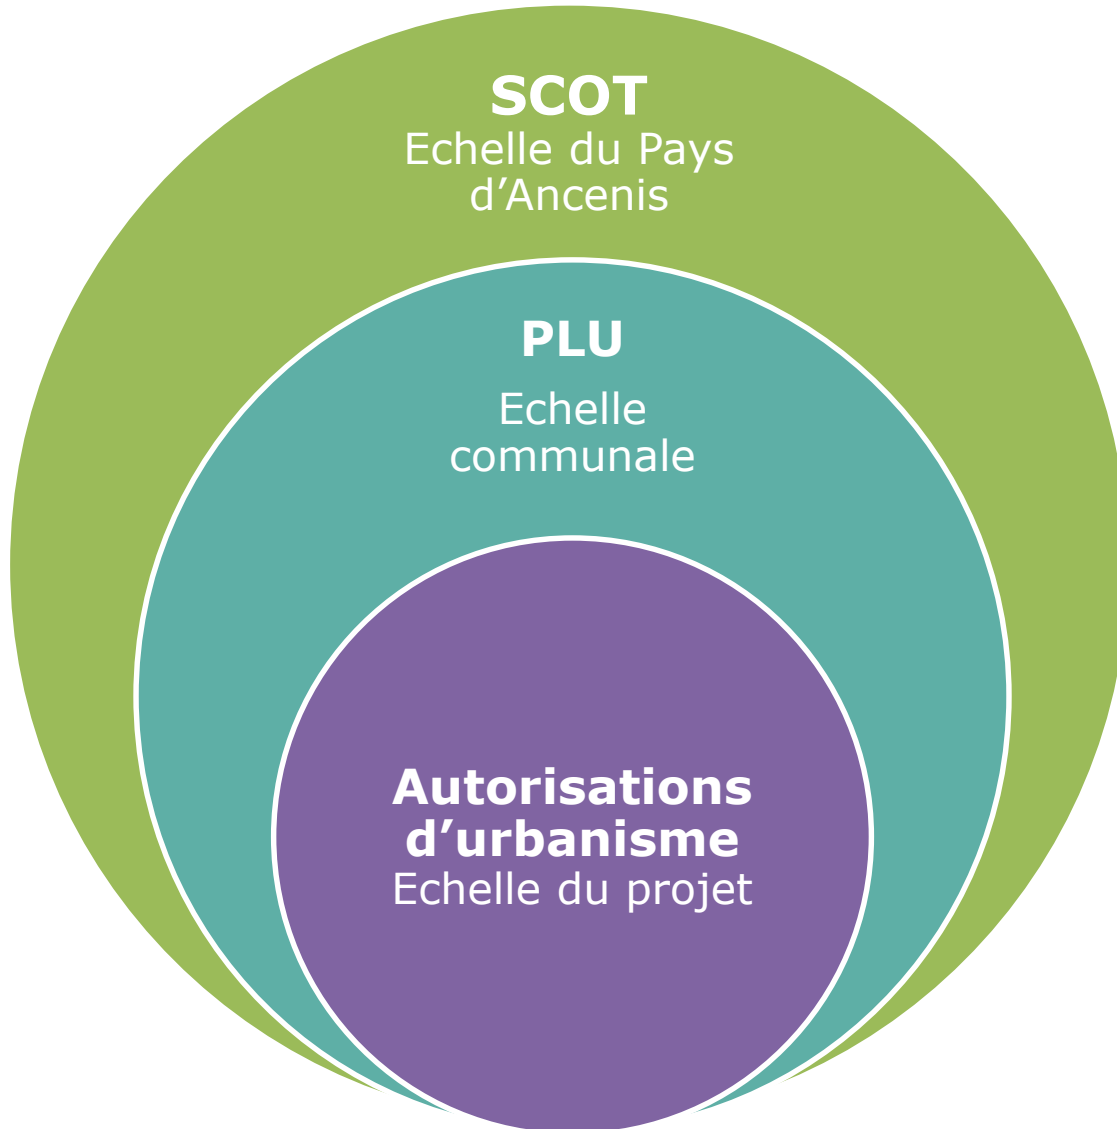 SCOT
Echelle du Pays
d’Ancenis
PLU
Echelle
communale
Autorisations
d’urbanisme
Echelle du projet